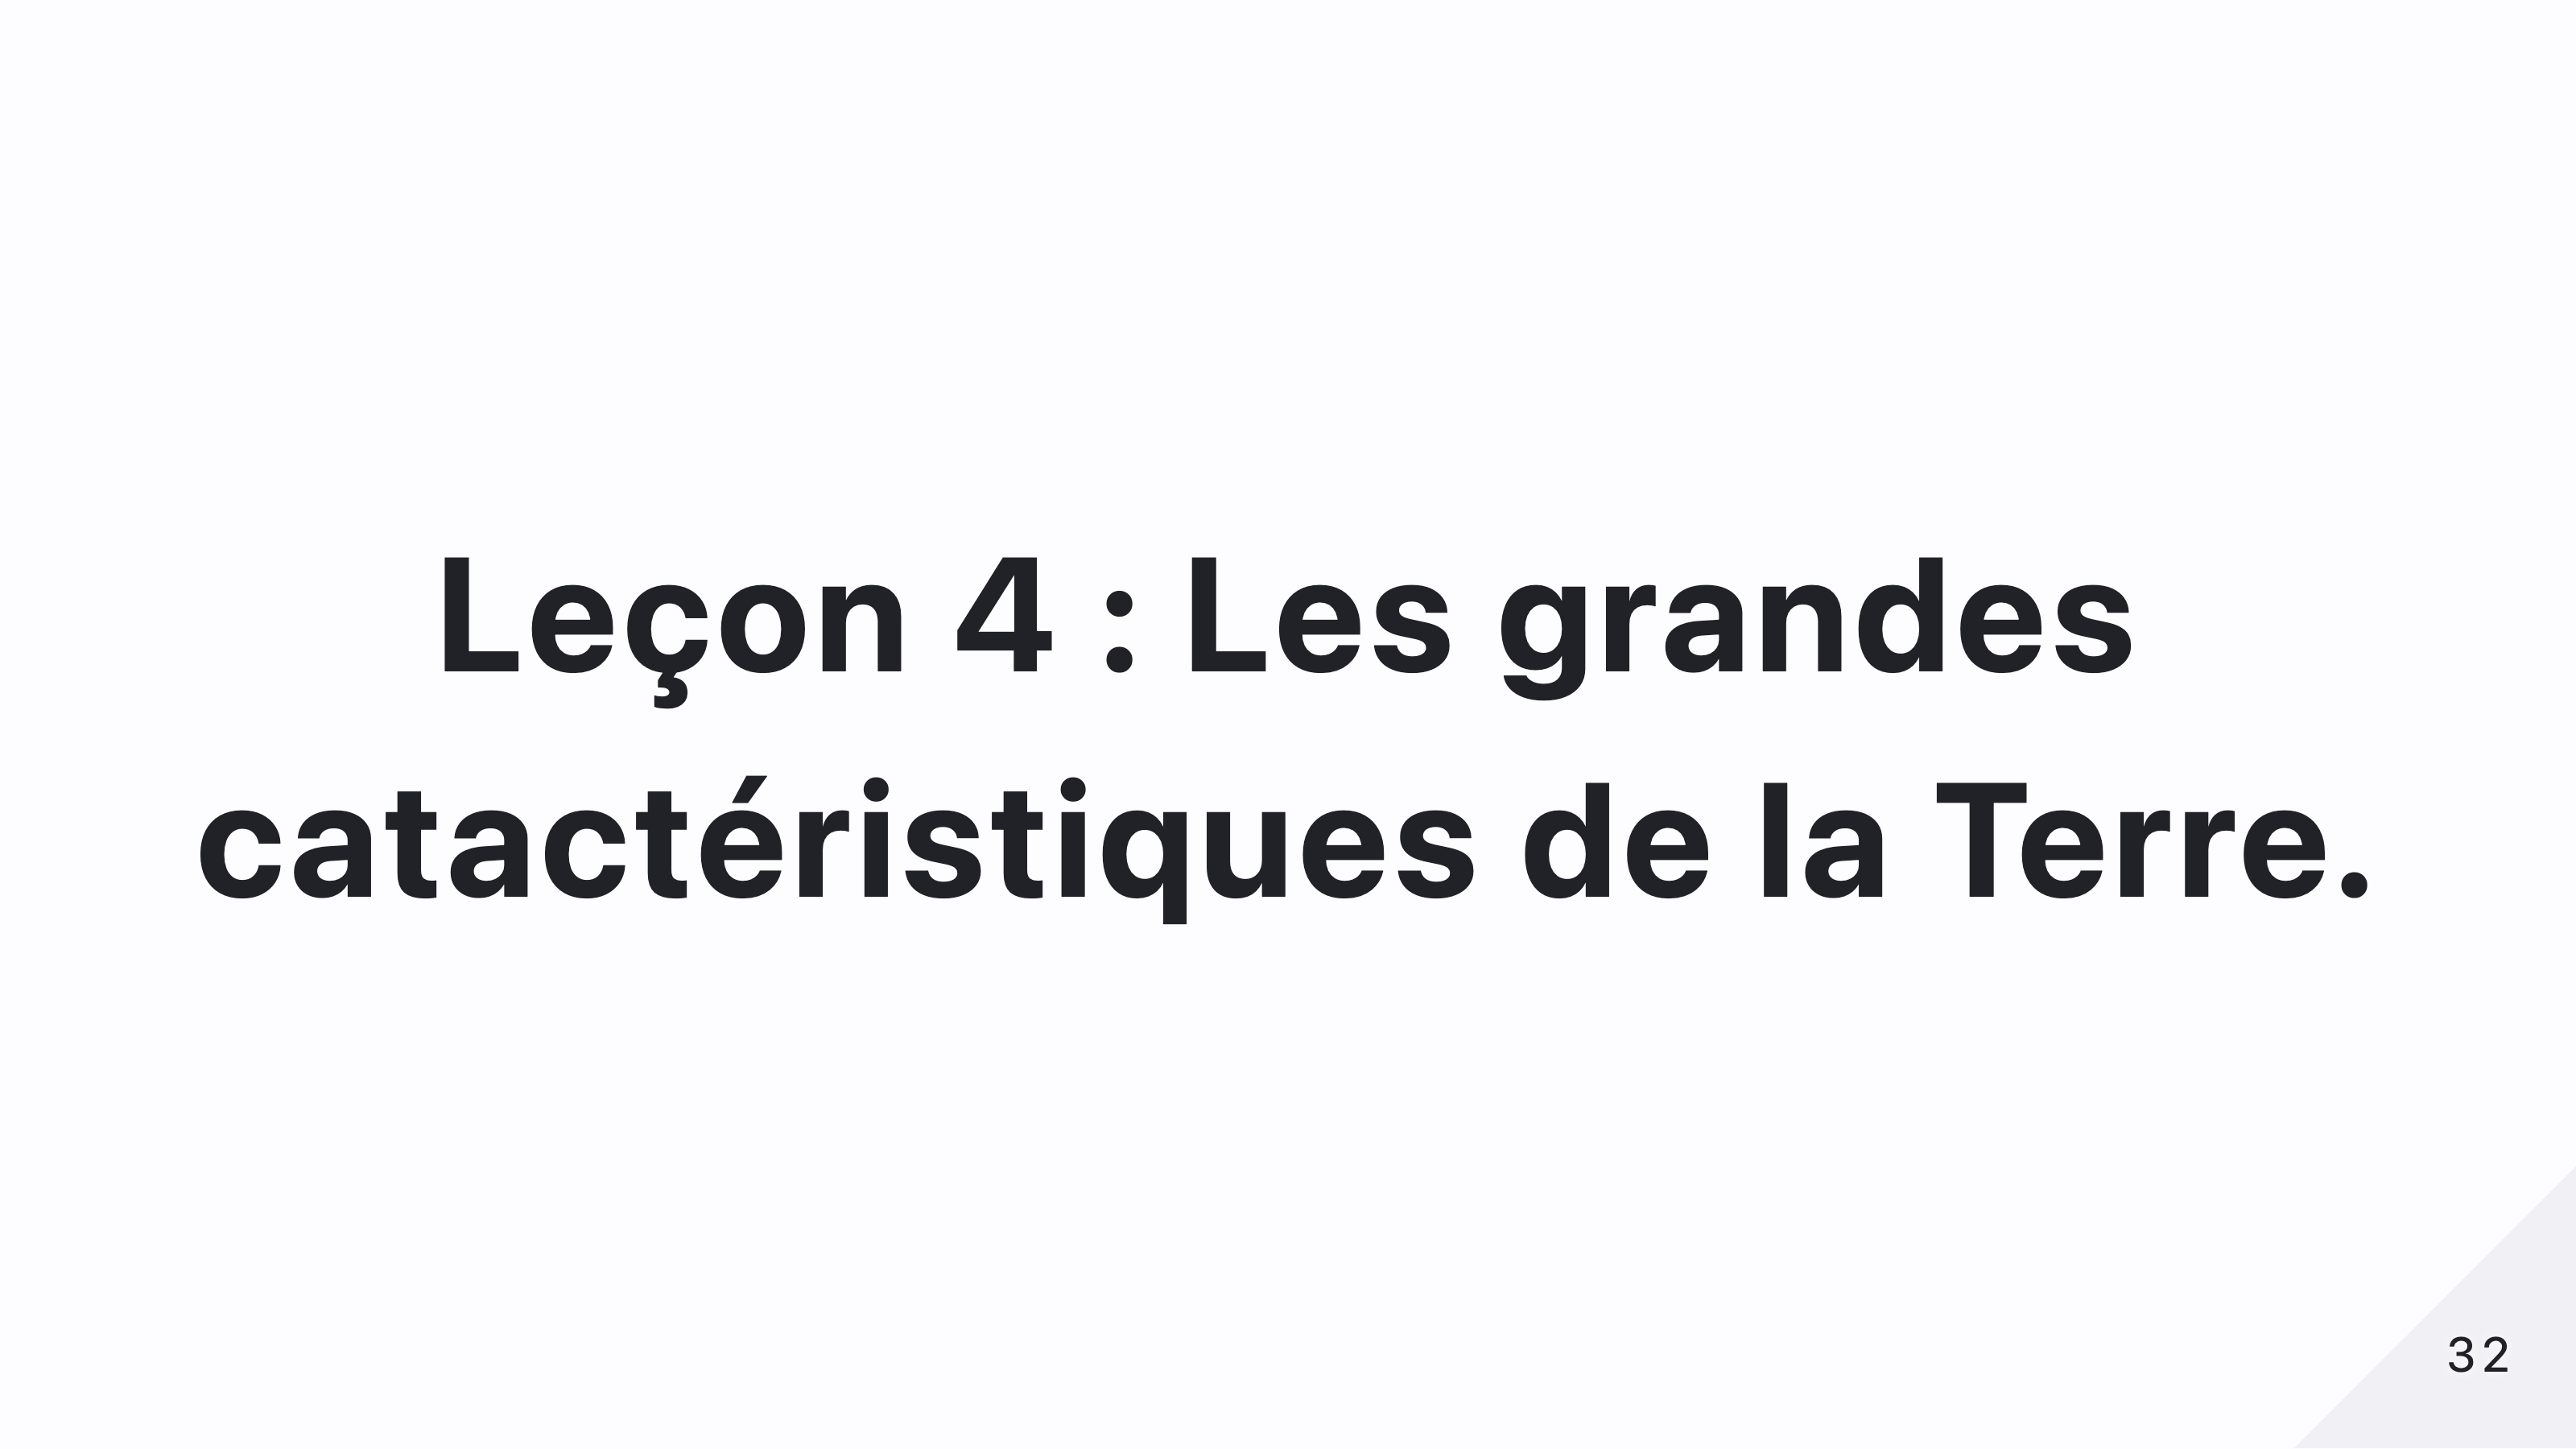 Leçon 4 : Les grandes
catactéristiques de la Terre.
32